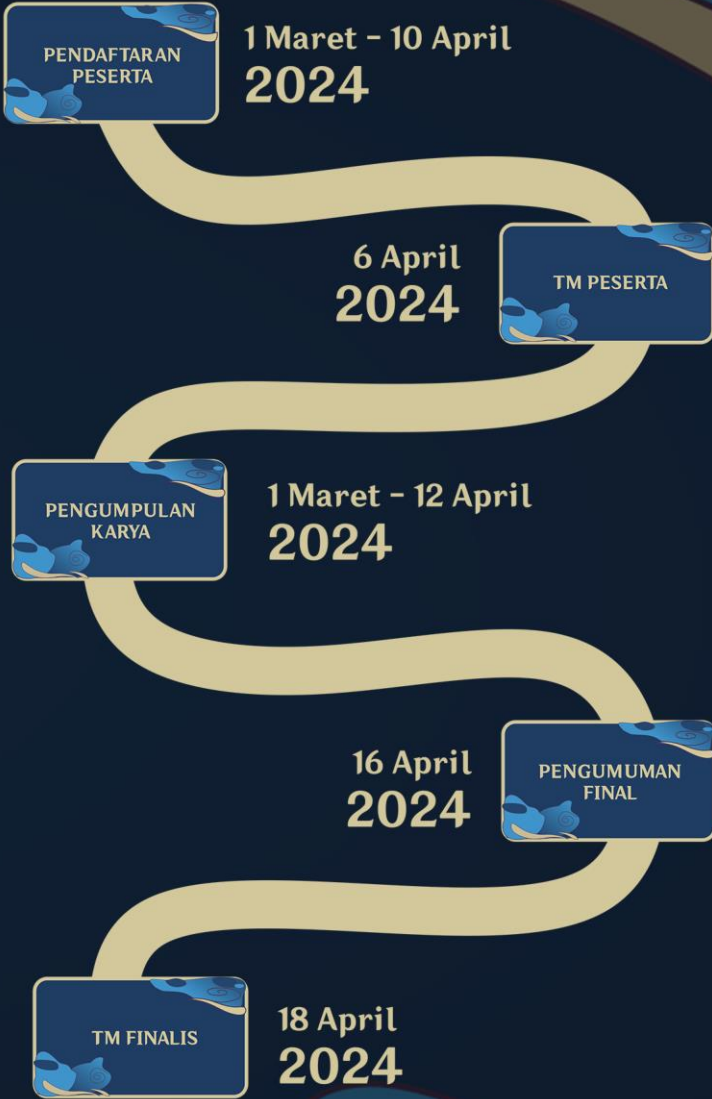 PENDAFTARAN
PESERTA
1 Maret - 10 April
2024
6 April
2024
TM PESERTA
PENGUMPULAN
KARYA
1 Maret - 12 April
2024
16 April
2024
PENGUMUMAN
FINAL
TM FINALIS
18 April
2024